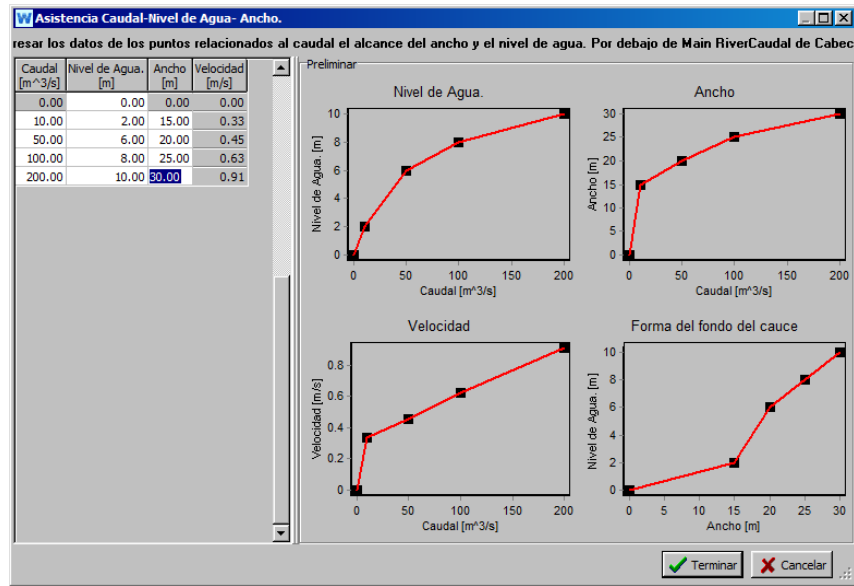 Asistencia Caudal-Nivel de Agua- Ancho.
resar los datos de los puntos relacionados al caudal el alcance del ancho y el nivel de agua. Por debajo de Main RiverCaudal de Cabec
Caudal Nivel de Agua. Ancho Velocidad
[m^3/s] [m] [m] [m/s]
0.00 0.00 0.00 0.00
10.00 2.00 15.00 0.33
50.00 6.00 20.00 0.45
100.00 8.00 25.00 0.63
200.00 10.00 30.00 0.91
Preliminar
Nivel de Agua.
Nivel de Agua. [m]
10
8
6
4
2
0
0 50 100 150 200
Caudal [m^3/s]
Ancho
Ancho [m]
30
25
20
15
10
5
0
0 50 100 150 200
Caudal [m^3/s]
Velocidad
Velocidad [m/s]
0.8
0.6
0.4
0.2
0
0 50 100 150 200
Caudal [m^3/s]
Forma del fondo del cauce
Nivel de Agua. [m]
10
8
6
4
2
0
0 5 10 15 20 25 30
Ancho [m]
Terminar Cancelar